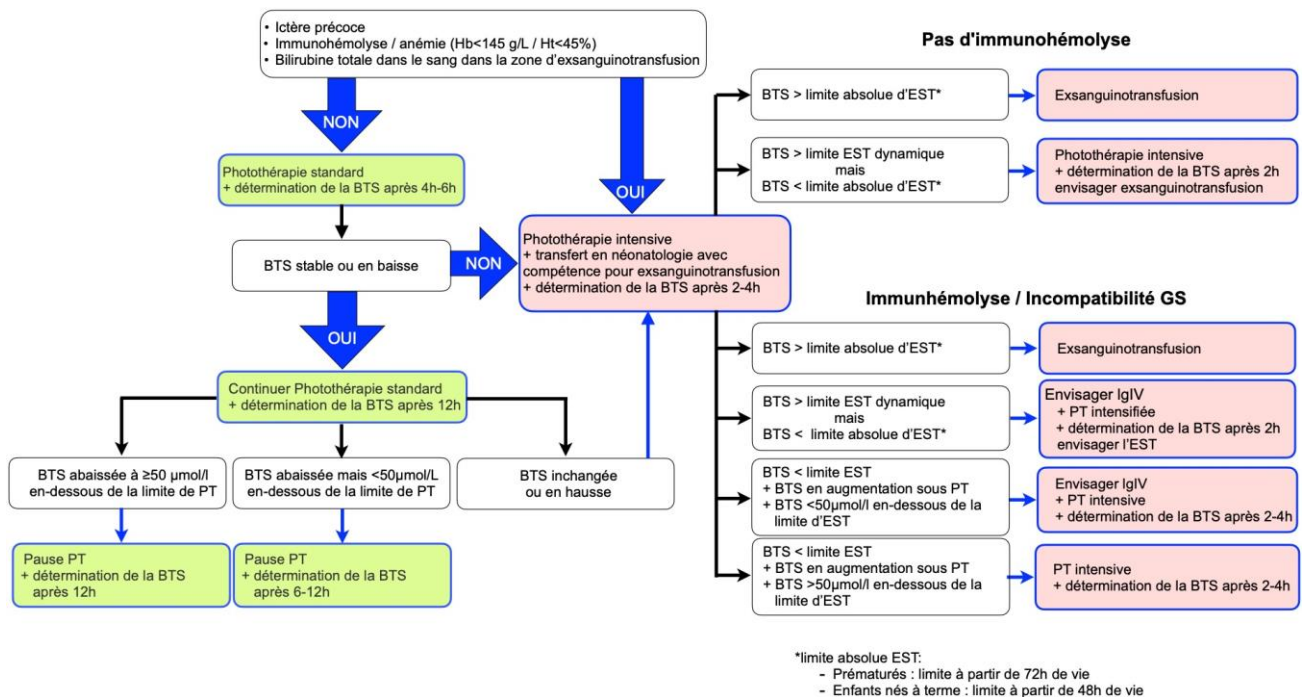 • Ictère précoce
• Immunohémolyse / anémie (Hb<145 g/L / Ht<45%)
• Bilirubine totale dans le sang dans la zone d'exsanguinotransfusion
NON
OUI
Photothérapie standard
+ détermination de la BTS après 4h-6h
BTS stable ou en baisse
NON
OUI
Photothérapie intensive
+ transfert en néonatologie avec
compétence pour exsanguinotransfusion
+ détermination de la BTS après 2-4h
Continuer Photothérapie standard
+ détermination de la BTS après 12h
BTS abaissée à ≥50 µmol/l
en-dessous de la limite de PT
BTS abaissée mais <50µmol/L
en-dessous de la limite de PT
BTS inchangée
ou en hausse
Pause PT
+ détermination de la BTS
après 12h
Pause PT
+ détermination de la BTS
après 6-12h
Pas d'immunohémolyse
BTS > limite absolue d'EST*
Exsanguinotransfusion
BTS > limite EST dynamique
mais
BTS < limite absolue d'EST*
Photothérapie intensive
+ détermination de la BTS après 2h
envisager exsanguinotransfusion
Immunhémolyse / Incompatibilité GS
BTS > limite absolue d'EST*
Exsanguinotransfusion
BTS > limite EST dynamique
mais
BTS < limite absolue d'EST*
Envisager IgIV
+ PT intensifiée
+ détermination de la BTS après 2h
envisager l'EST
BTS < limite EST
+ BTS en augmentation sous PT
+ BTS <50µmol/l en-dessous de la
limite d'EST
Envisager IgIV
+ PT intensive
+ détermination de la BTS après 2-4h
BTS < limite EST
+ BTS en augmentation sous PT
+ BTS >50µmol/l en-dessous de la
limite d'EST
PT intensive
+ détermination de la BTS après 2-4h
*limite absolue EST:
- Prématurés : limite à partir de 72h de vie
- Enfants nés à terme : limite à partir de 48h de vie